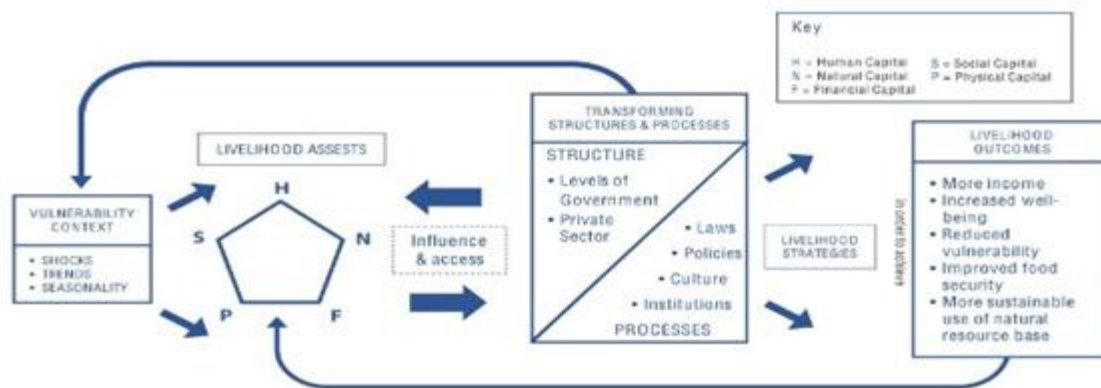 Key
H = Human Capital
S = Social Capital
N = Natural Capital
P = Physical Capital
F = Financial Capital
TRANSFORMING
STRUCTURES & PROCESSES
STRUCTURE
• Levels of
Government
• Private
Sector
• Laws
• Policies
• Culture
• Institutions
PROCESSES
LIVELIHOOD ASSESTS
H
S
N
P
F
VULNERABILITY
CONTEXT
• SHOCKS
• TRENDS
• SEASONALITY
Influence
& access
LIVELIHOOD
STRATEGIES
In order to achieve
LIVELIHOOD
OUTCOMES
• More income
• Increased well-
being
• Reduced
vulnerability
• Improved food
security
• More sustainable
use of natural
resource base